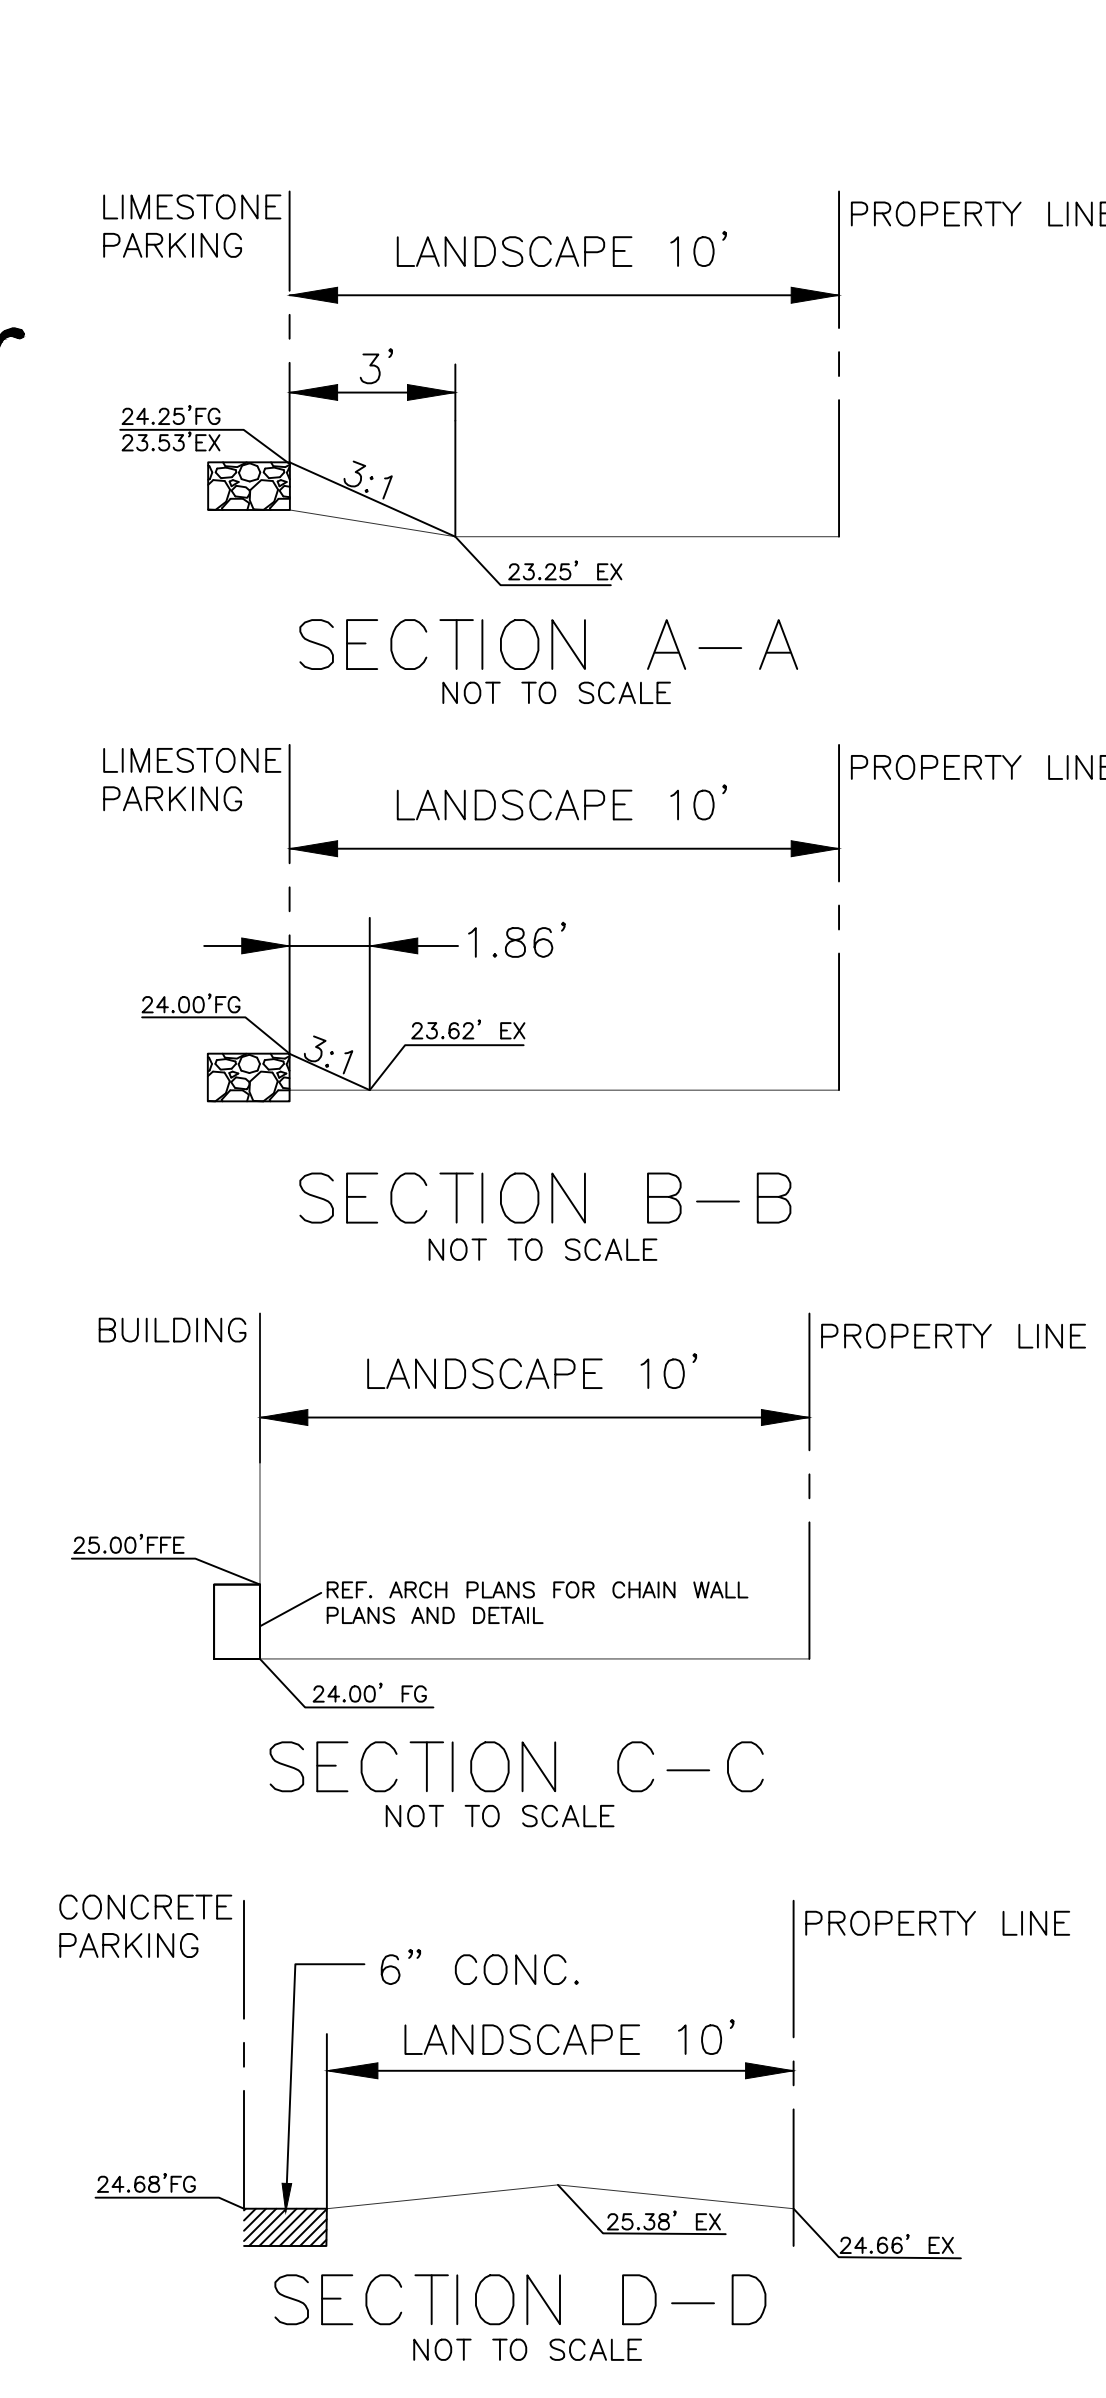 LIMESTONE
PARKING
PROPERTY LINE
LANDSCAPE 10'
3'
24.25'FG
23.53'EX
3:1
23.25' EX
SECTION A-A
NOT TO SCALE
LIMESTONE
PARKING
PROPERTY LINE
LANDSCAPE 10'
1.86'
24.00'FG
3:1
23.62' EX
SECTION B-B
NOT TO SCALE
BUILDING
PROPERTY LINE
LANDSCAPE 10'
25.00'FFE
REF. ARCH PLANS FOR CHAIN WALL
PLANS AND DETAIL
24.00' FG
SECTION C-C
NOT TO SCALE
CONCRETE
PARKING
PROPERTY LINE
6" CONC.
LANDSCAPE 10'
24.68'FG
25.38' EX
24.66' EX
SECTION D-D
NOT TO SCALE